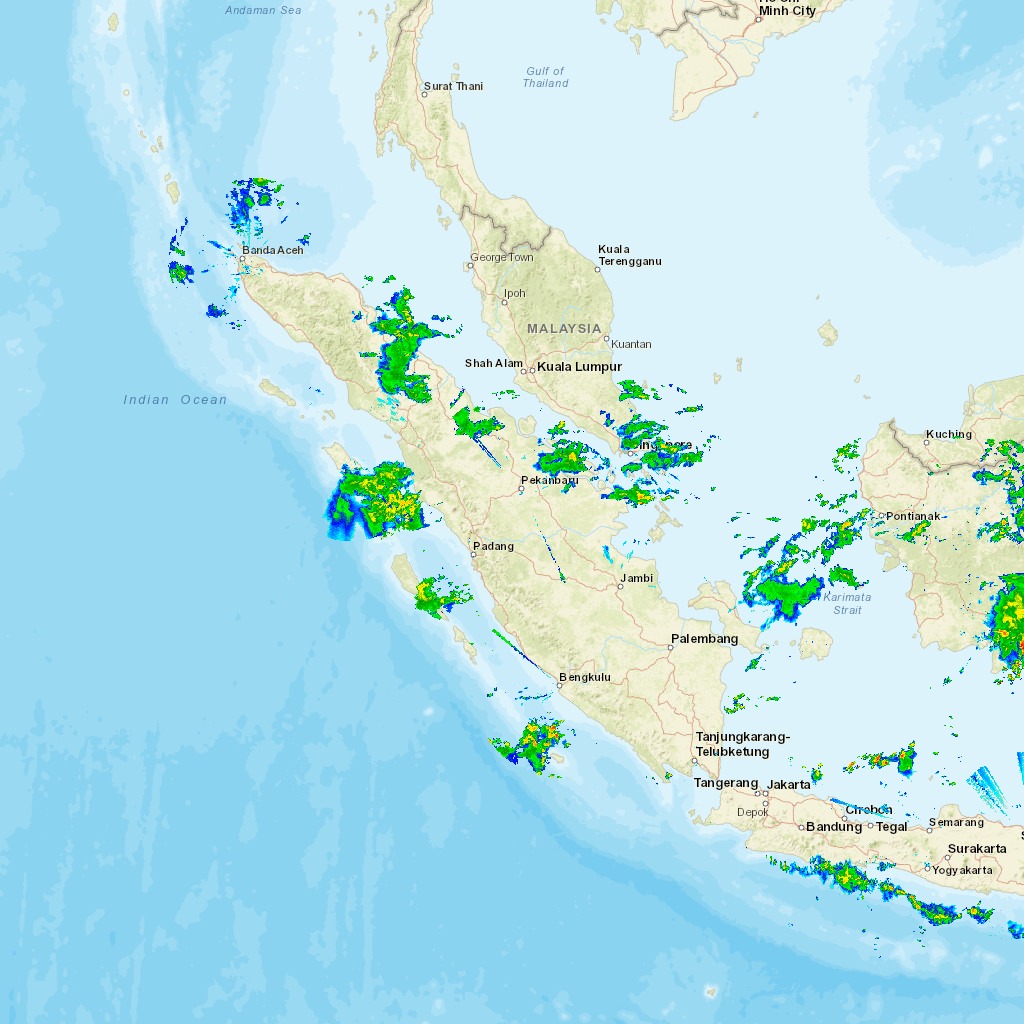 Andaman Sea
Minh City
Gulf of
Thailand
Surat Thani
Banda Aceh
George Town
Kuala
Terengganu
Ipoh
MALAYSIA
Kuantan
Shah Alam
Kuala Lumpur
Indian Ocean
Kuching
Pekanbaru
Pontianak
Padang
Jambi
Karimata
Strait
Palembang
Bengkulu
Tanjungkarang-
Telubketung
Tangerang
Jakarta
Depok
Cirebon
Bandung
Tegal
Semarang
Surakarta
Yogyakarta